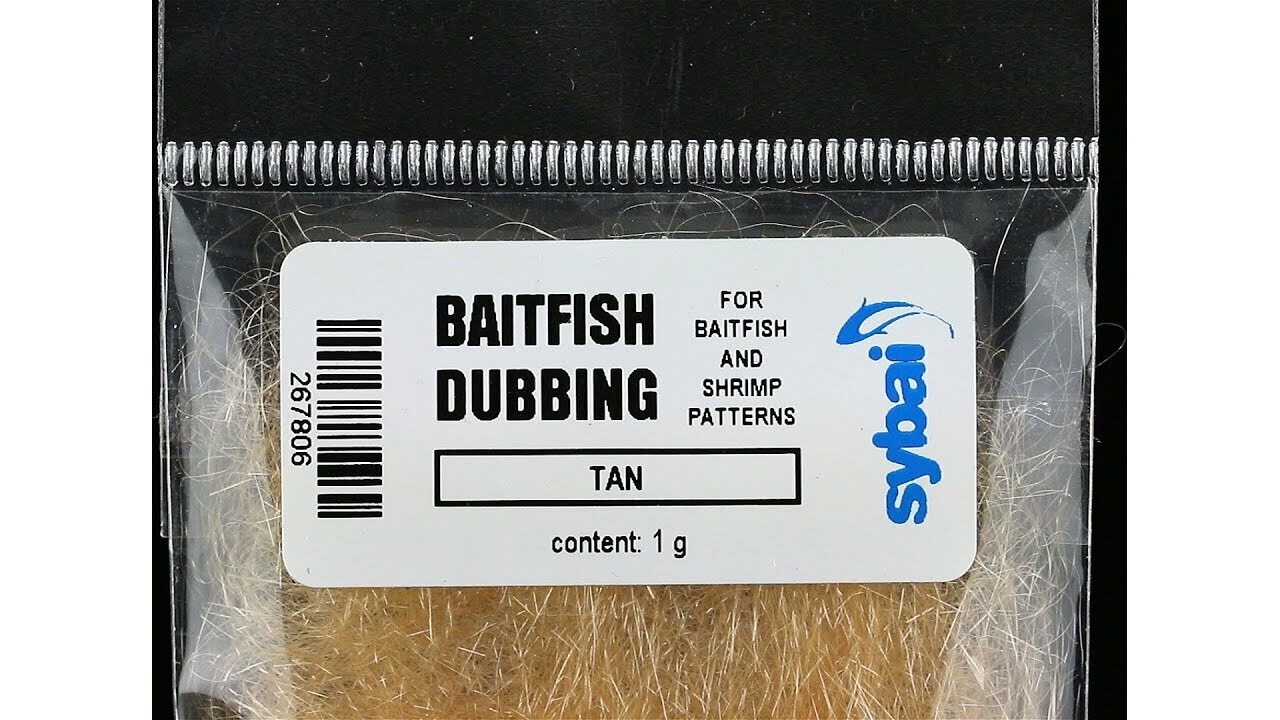 267806
BAITFISH
DUBBING
FOR
BAITFISH
AND
SHRIMP
PATTERNS
TAN
content: 1 g
sybai